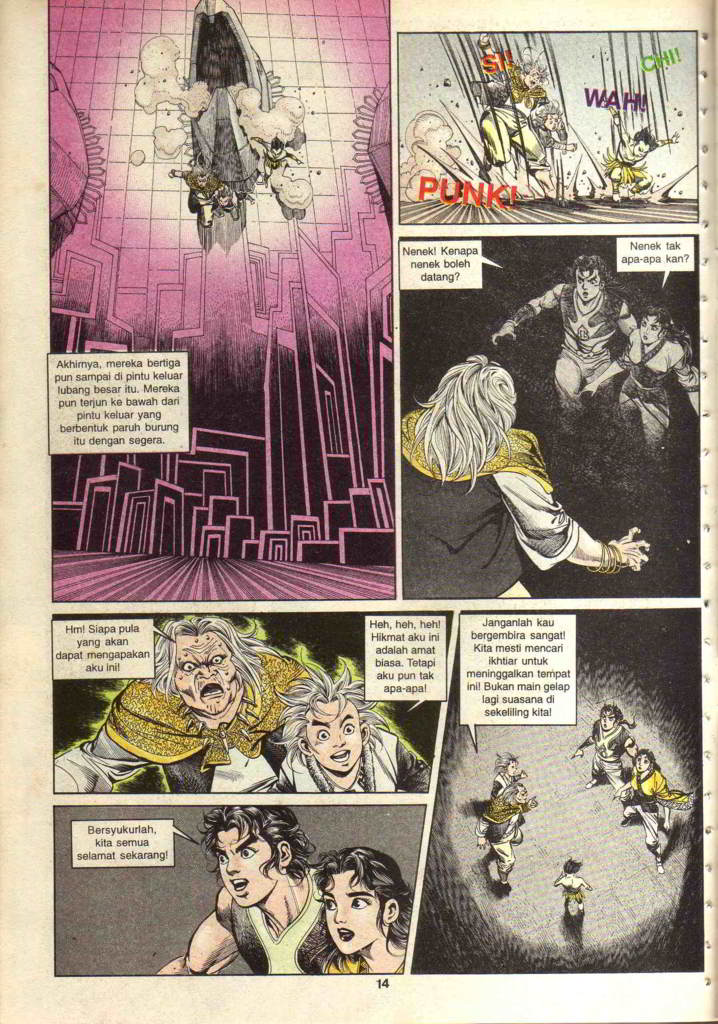 Akhirnya, mereka bertiga
pun sampai di pintu keluar
lubang besar itu. Mereka
pun terjun ke bawah dari
pintu keluar yang
berbentuk paruh burung
itu dengan segera.
SI!
CHI!
WAH!
PUNK!
Nenek! Kenapa
nenek boleh
datang?
Nenek tak
apa-apa kan?
Hm! Siapa pula
yang akan
dapat mengapakan
aku ini!
Heh, heh, heh!
Hikmat aku ini
adalah amat
biasa. Tetapi
aku pun tak
apa-apa!
Janganlah kau
bergembira sangat!
Kita mesti mencari
ikhtiar untuk
meninggalkan tempat
ini! Bukan main gelap
lagi suasana di
sekeliling kita!
Bersyukurlah,
kita semua
selamat sekarang!
14